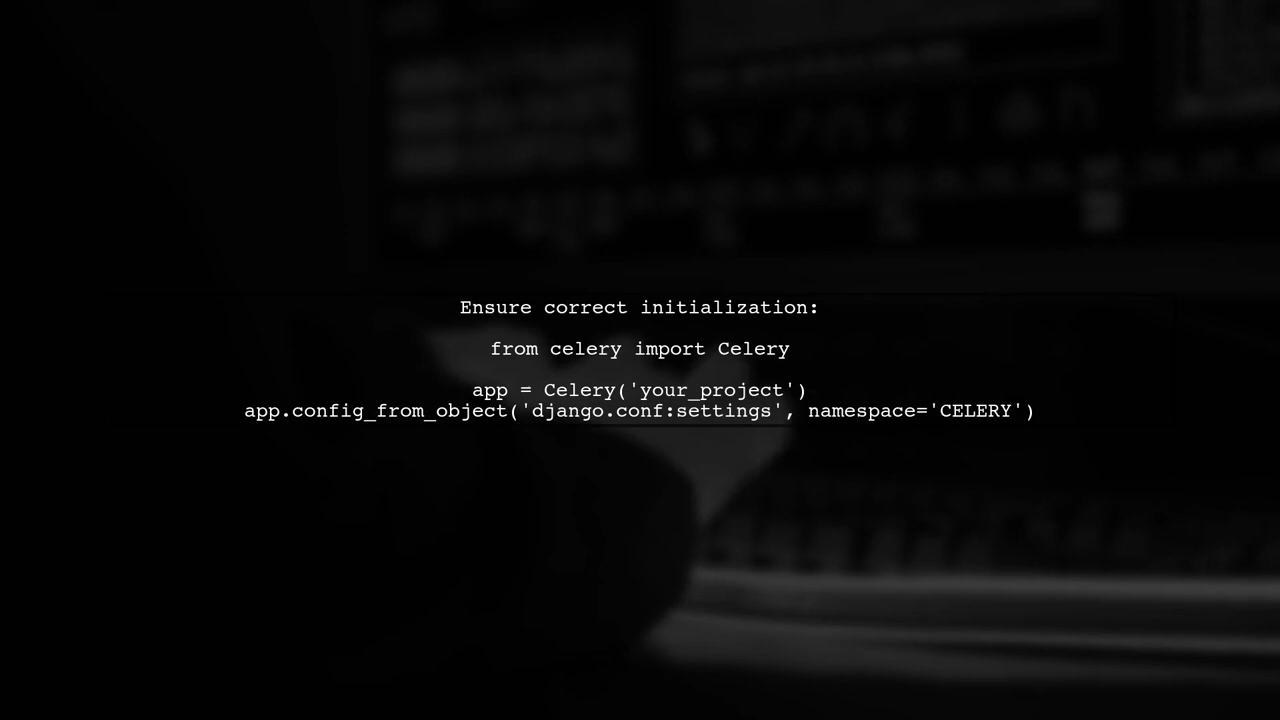 Ensure correct initialization:
from celery import Celery
app = Celery('your_project')
app.config_from_object('django.conf:settings', namespace='CELERY')